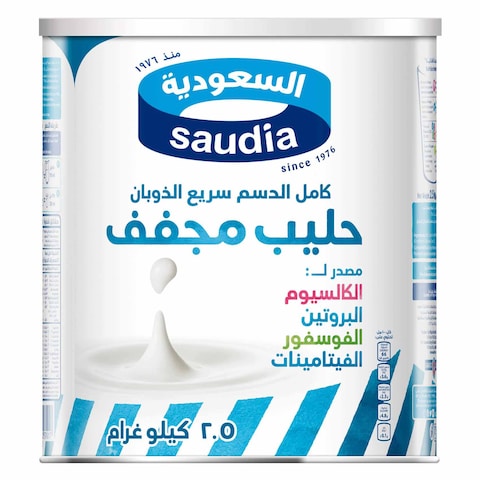 منذ ١٩٧٦
السعودية
saudia
since 1976
كامل الدسم سريع الذوبان
حليب مجفف
مصدر لـ :
الكالسيوم
البروتين
الفوسفور
الفيتامينات
٢.٥ كيلو غرام